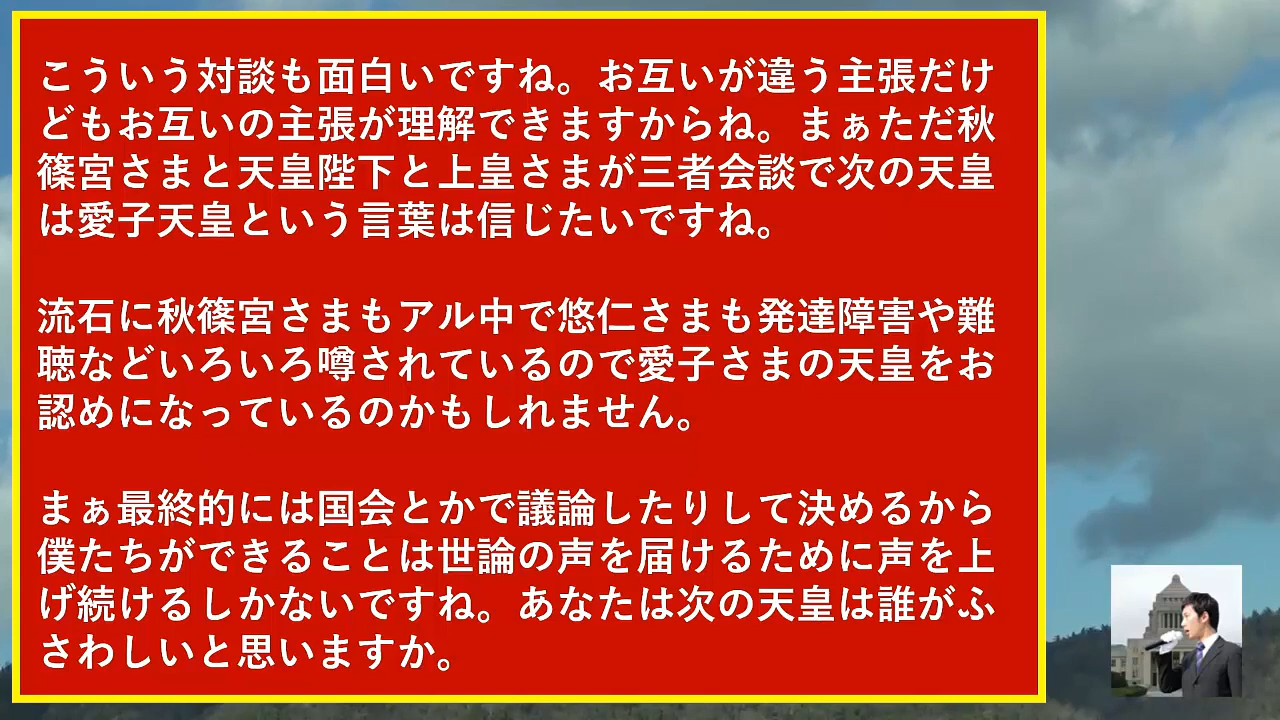 こういう対談も面白いですね。お互いが違う主張だけ
どもお互いの主張が理解できますからね。まぁただ秋
篠宮さまと天皇陛下と上皇さまが三者会談で次の天皇
は愛子天皇という言葉は信じたいですね。
流石に秋篠宮さまもアル中で悠仁さまも発達障害や難
聴などいろいろ噂されているので愛子さまの天皇をお
認めになっているのかもしれません。
まぁ最終的には国会とかで議論したりして決めるから
僕たちができることは世論の声を届けるために声を上
げ続けるしかないですね。あなたは次の天皇は誰がふ
さわしいと思いますか。